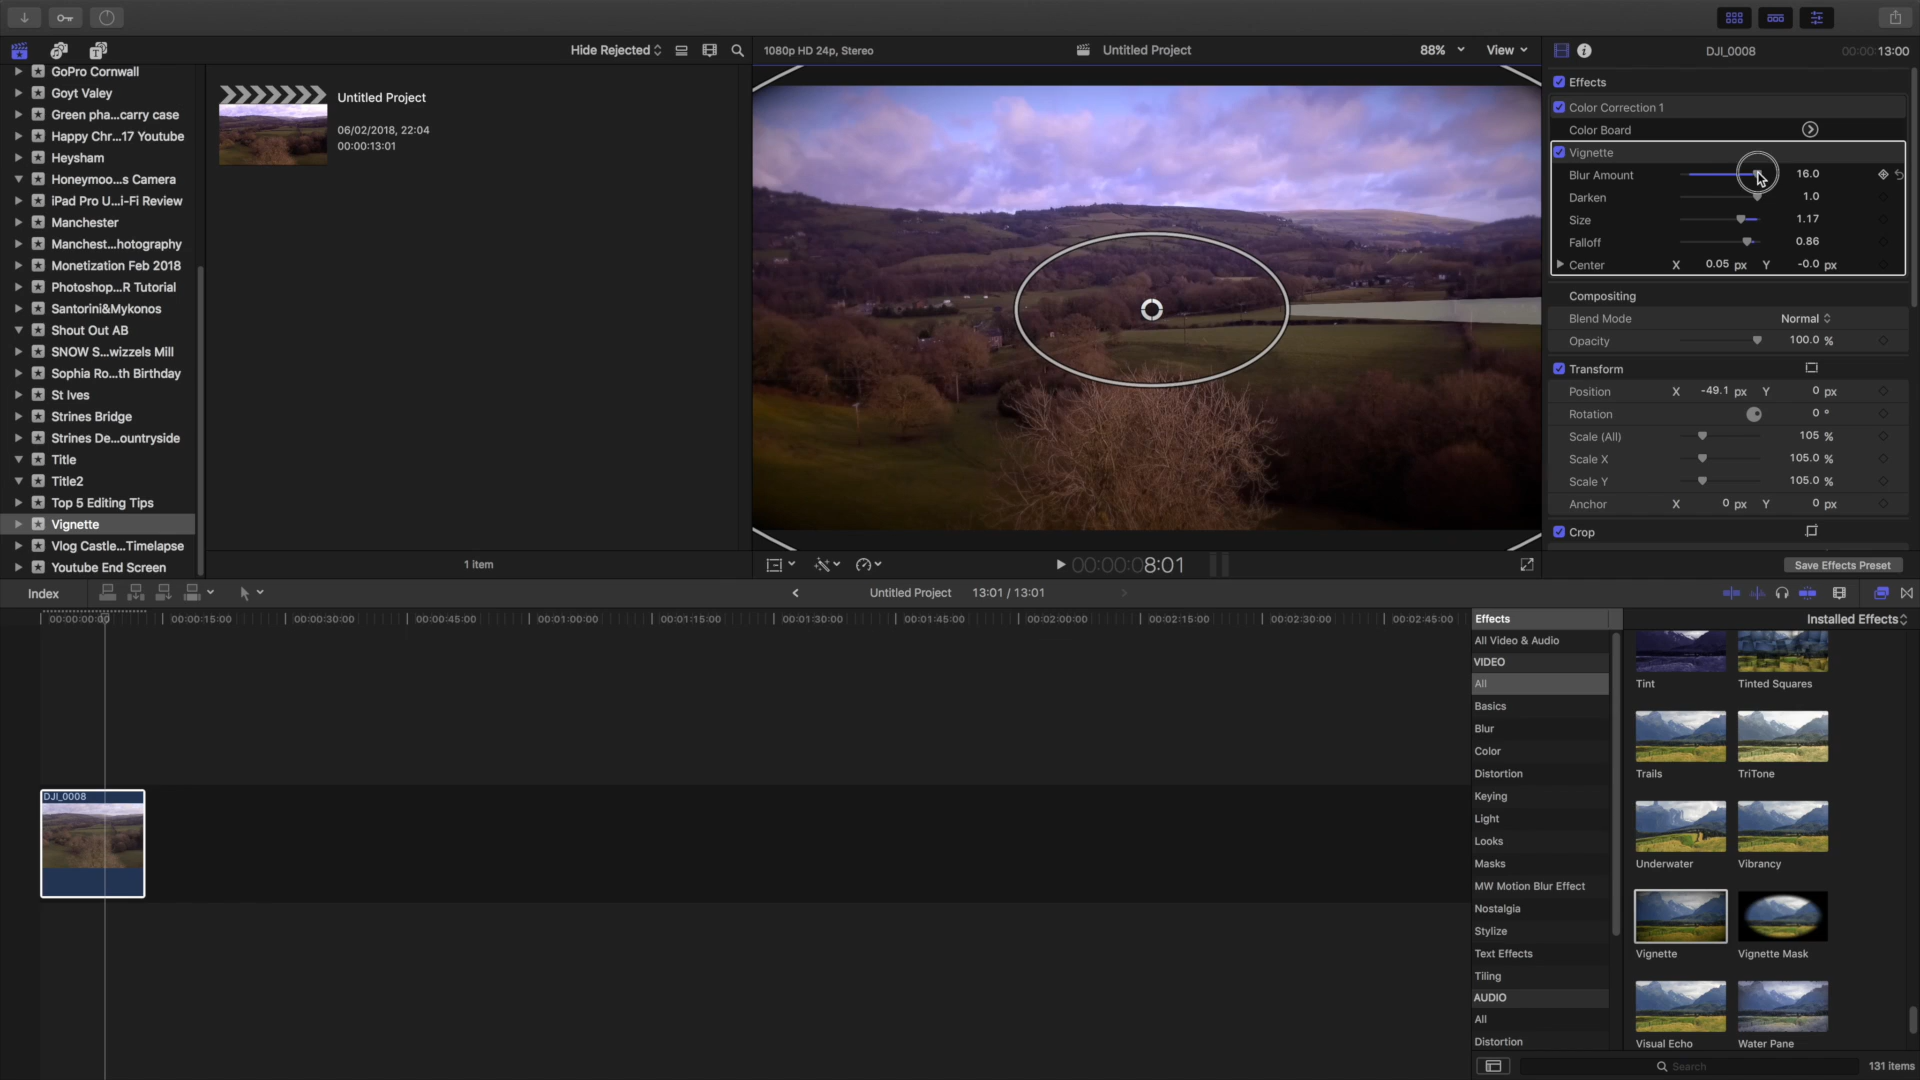 Hide Rejected
1080p HD 24p, Stereo
Untitled Project
88%
View
DJI_0008
00:00:13:00
GoPro Cornwall
Goyt Valey
Green pha...carry case
Happy Chr...17 Youtube
Heysham
Honeymoo...s Camera
iPad Pro U...i-Fi Review
Manchester
Manchest...hotography
Monetization Feb 2018
Photoshop...R Tutorial
Santorini&Mykonos
Shout Out AB
SNOW S...wizzels Mill
Sophia Ro...th Birthday
St Ives
Strines Bridge
Strines De...ountryside
Title
Title2
Top 5 Editing Tips
Vignette
Vlog Castle...Timelapse
Youtube End Screen
Untitled Project
06/02/2018, 22:04
00:00:13:01
1 item
00:00:00:08:01
Effects
Color Correction 1
Color Board
Vignette
Blur Amount 16.0
Darken 1.0
Size 1.17
Falloff 0.86
Center X 0.05 px Y -0.0 px
Compositing
Blend Mode Normal
Opacity 100.0 %
Transform
Position X -49.1 px Y 0 px
Rotation 0 °
Scale (All) 105 %
Scale X 105.0 %
Scale Y 105.0 %
Anchor X 0 px Y 0 px
Crop
Save Effects Preset
Index
Untitled Project 13:01 / 13:01
00:00:00:00 00:00:15:00 00:00:30:00 00:00:45:00 00:01:00:00 00:01:15:00 00:01:30:00 00:01:45:00 00:02:00:00 00:02:15:00 00:02:30:00 00:02:45:00
DJI_0008
Effects
Installed Effects
All Video & Audio
VIDEO
All
Basics
Blur
Color
Distortion
Keying
Light
Looks
Masks
MW Motion Blur Effect
Nostalgia
Stylize
Text Effects
Tiling
AUDIO
All
Distortion
Tint
Tinted Squares
Trails
TriTone
Underwater
Vibrancy
Vignette
Vignette Mask
Visual Echo
Water Pane
Search
131 items